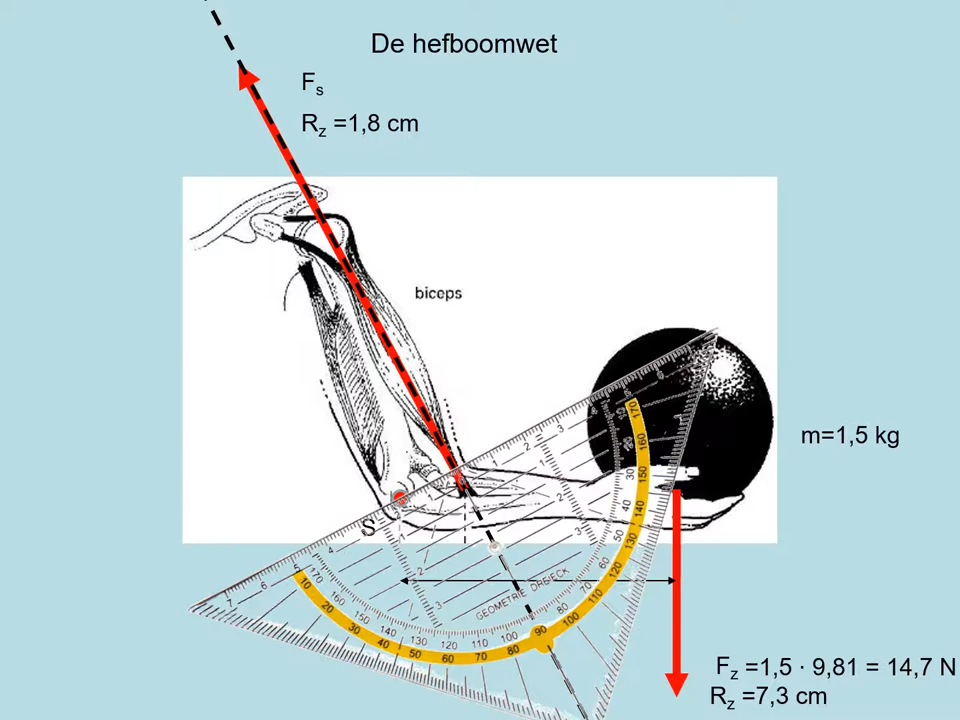 De hefboomwet
Fs
Rz =1,8 cm
biceps
m=1,5 kg
S
GEOMETRIE DREIECK
Fz =1,5 · 9,81 = 14,7 N
Rz =7,3 cm